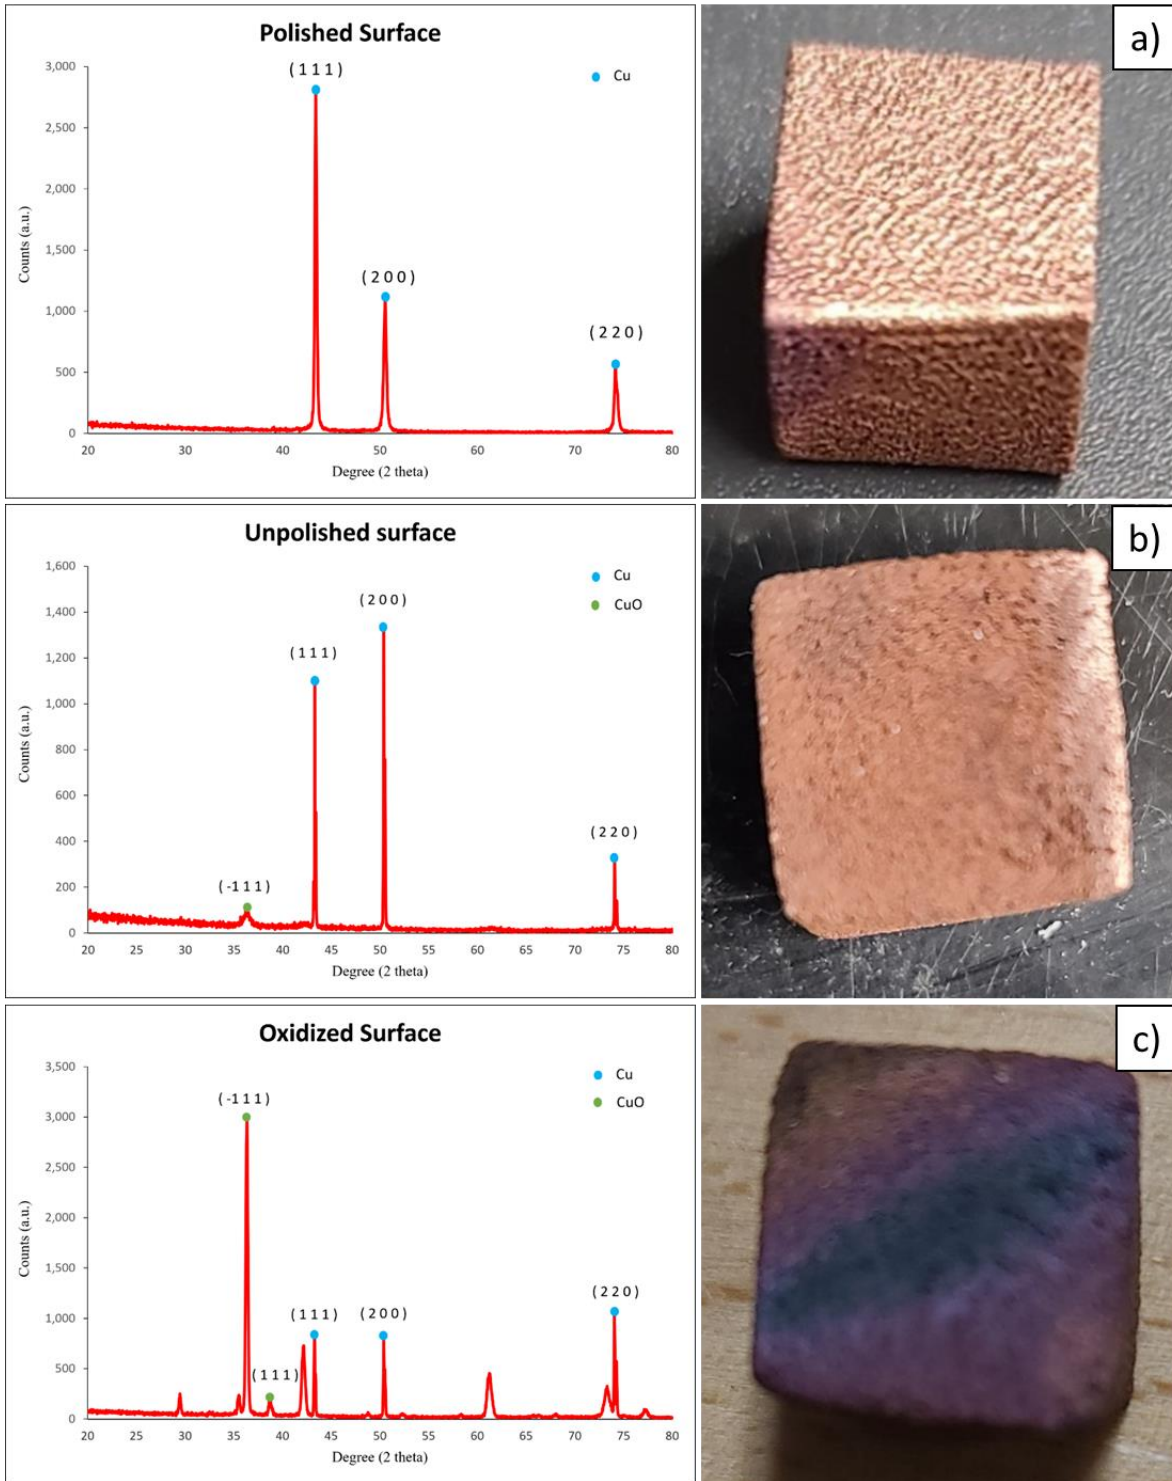 Polished Surface
a)
3,000
2,500
2,000
1,500
1,000
500
0
Counts (a.u.)
( 1 1 1 )
( 2 0 0 )
( 2 2 0 )
Cu
20 30 40 50 60 70 80
Degree (2 theta)
Unpolished surface
b)
1,600
1,400
1,200
1,000
800
600
400
200
0
Counts (a.u.)
( -1 1 1 )
( 1 1 1 )
( 2 0 0 )
( 2 2 0 )
Cu
CuO
20 25 30 35 40 45 50 55 60 65 70 75 80
Degree (2 theta)
Oxidized Surface
c)
3,500
3,000
2,500
2,000
1,500
1,000
500
0
Counts (a.u.)
( -1 1 1 )
( 1 1 1 )
( 1 1 1 )
( 2 0 0 )
( 2 2 0 )
Cu
CuO
20 25 30 35 40 45 50 55 60 65 70 75 80
Degree (2 theta)